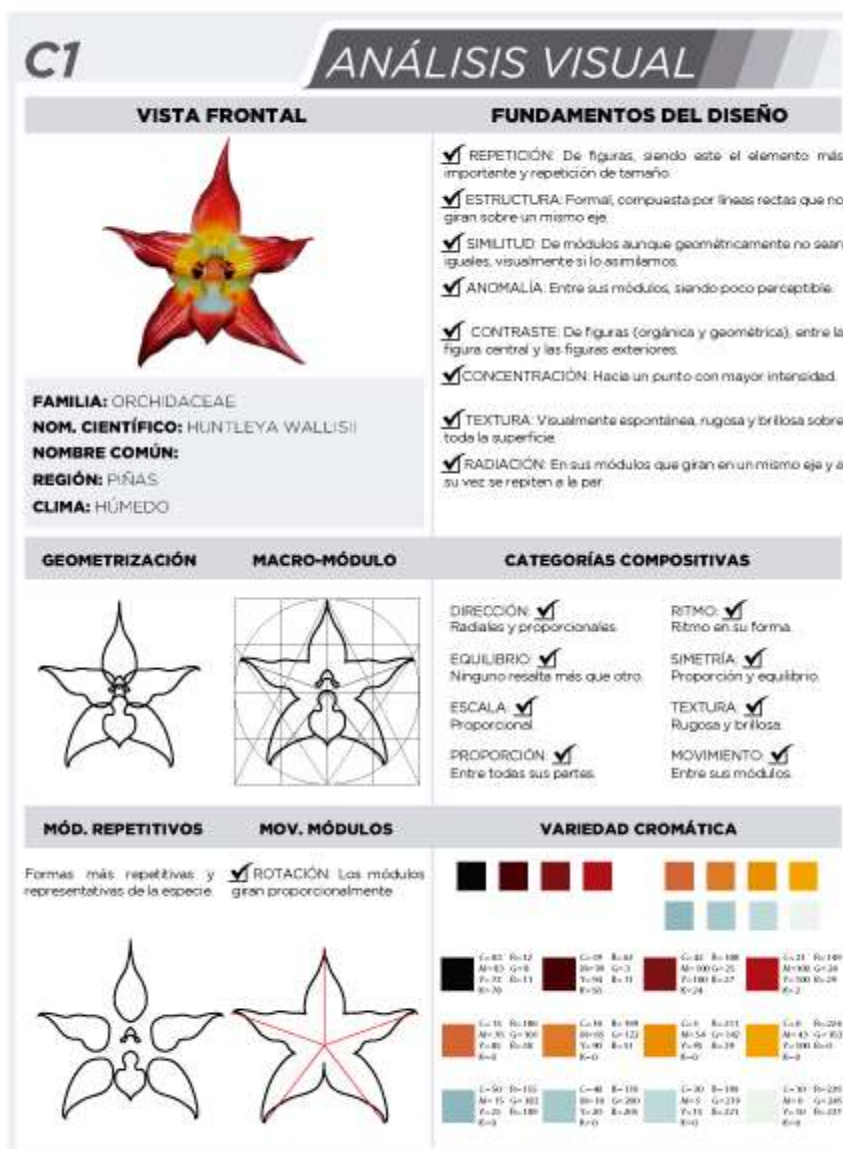 C1
ANÁLISIS VISUAL
VISTA FRONTAL
FAMILIA: ORCHIDACEAE
NOM. CIENTÍFICO: HUNTLEYA WALLISII
NOMBRE COMÚN:
REGIÓN: PIÑAS
CLIMA: HÚMEDO
FUNDAMENTOS DEL DISEÑO
REPETICIÓN: De figuras, siendo este el elemento más
importante y repetición de tamaño.
ESTRUCTURA: Formal, compuesta por líneas rectas que no
giran sobre un mismo eje.
SIMILITUD: De módulos aunque geométricamente no sean
iguales, visualmente si lo asimilamos.
ANOMALÍA: Entre sus módulos, siendo poco perceptible.
CONTRASTE: De figuras (orgánica y geométrica), entre la
figura central y las figuras exteriores.
CONCENTRACIÓN: Hacia un punto con mayor intensidad.
TEXTURA: Visualmente espontánea, rugosa y brillosa sobre
toda la superficie.
RADIACIÓN: En sus módulos que giran en un mismo eje y a
su vez se repiten a la par.
GEOMETRIZACIÓN
MACRO-MÓDULO
CATEGORÍAS COMPOSITIVAS
DIRECCIÓN:
Radiales y proporcionales.
EQUILIBRIO:
Ninguno resalta más que otro.
ESCALA:
Proporcional
PROPORCIÓN:
Entre todas sus partes.
RITMO:
Ritmo en su forma.
SIMETRÍA:
Proporción y equilibrio.
TEXTURA:
Rugosa y brillosa.
MOVIMIENTO:
Entre sus módulos.
MÓD. REPETITIVOS
Formas más repetitivas y
representativas de la especie.
MOV. MÓDULOS
ROTACIÓN: Los módulos
giran proporcionalmente
VARIEDAD CROMÁTICA